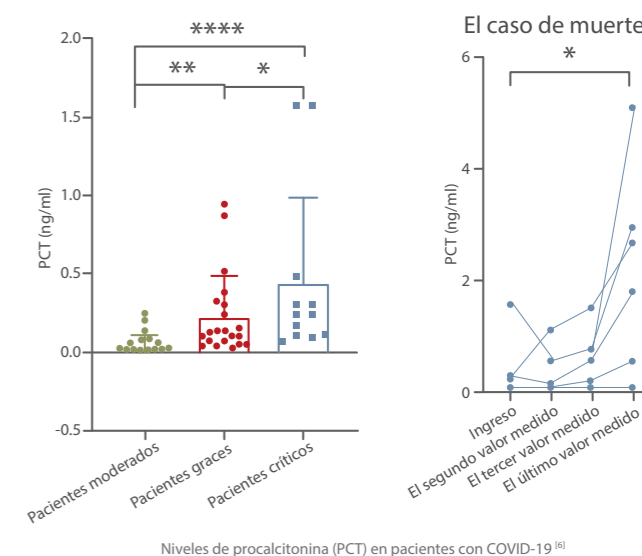 El caso de muerte
****
**
*
*
2.0
1.5
1.0
0.5
0.0
-0.5
PCT (ng/ml)
Pacientes moderados
Pacientes graces
Pacientes críticos
6
4
2
0
PCT (ng/ml)
Ingreso
El segundo valor medido
El tercer valor medido
El último valor medido
Niveles de procalcitonina (PCT) en pacientes con COVID-19 [6]